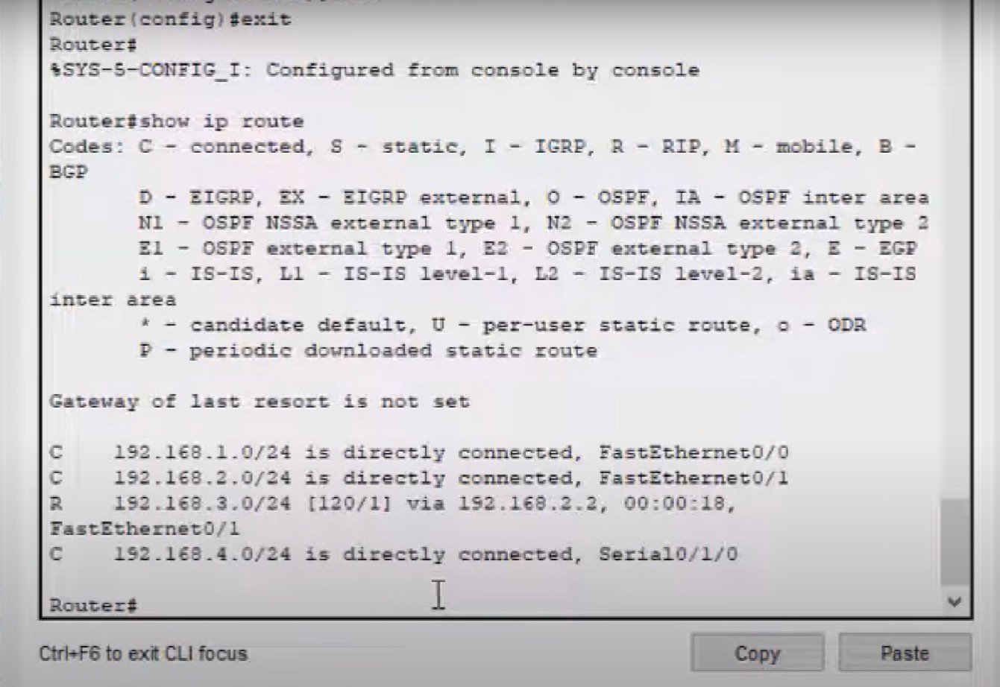 Router(config)#exit
Router#
%SYS-5-CONFIG_I: Configured from console by console
Router#show ip route
Codes: C - connected, S - static, I - IGRP, R - RIP, M - mobile, B -
BGP
D - EIGRP, EX - EIGRP external, O - OSPF, IA - OSPF inter area
N1 - OSPF NSSA external type 1, N2 - OSPF NSSA external type 2
E1 - OSPF external type 1, E2 - OSPF external type 2, E - EGP
i - IS-IS, L1 - IS-IS level-1, L2 - IS-IS level-2, ia - IS-IS
inter area
* - candidate default, U - per-user static route, o - ODR
P - periodic downloaded static route
Gateway of last resort is not set
C 192.168.1.0/24 is directly connected, FastEthernet0/0
C 192.168.2.0/24 is directly connected, FastEthernet0/1
R 192.168.3.0/24 [120/1] via 192.168.2.2, 00:00:18,
FastEthernet0/1
C 192.168.4.0/24 is directly connected, Serial0/1/0
Router#
Ctrl+F6 to exit CLI focus
Copy
Paste